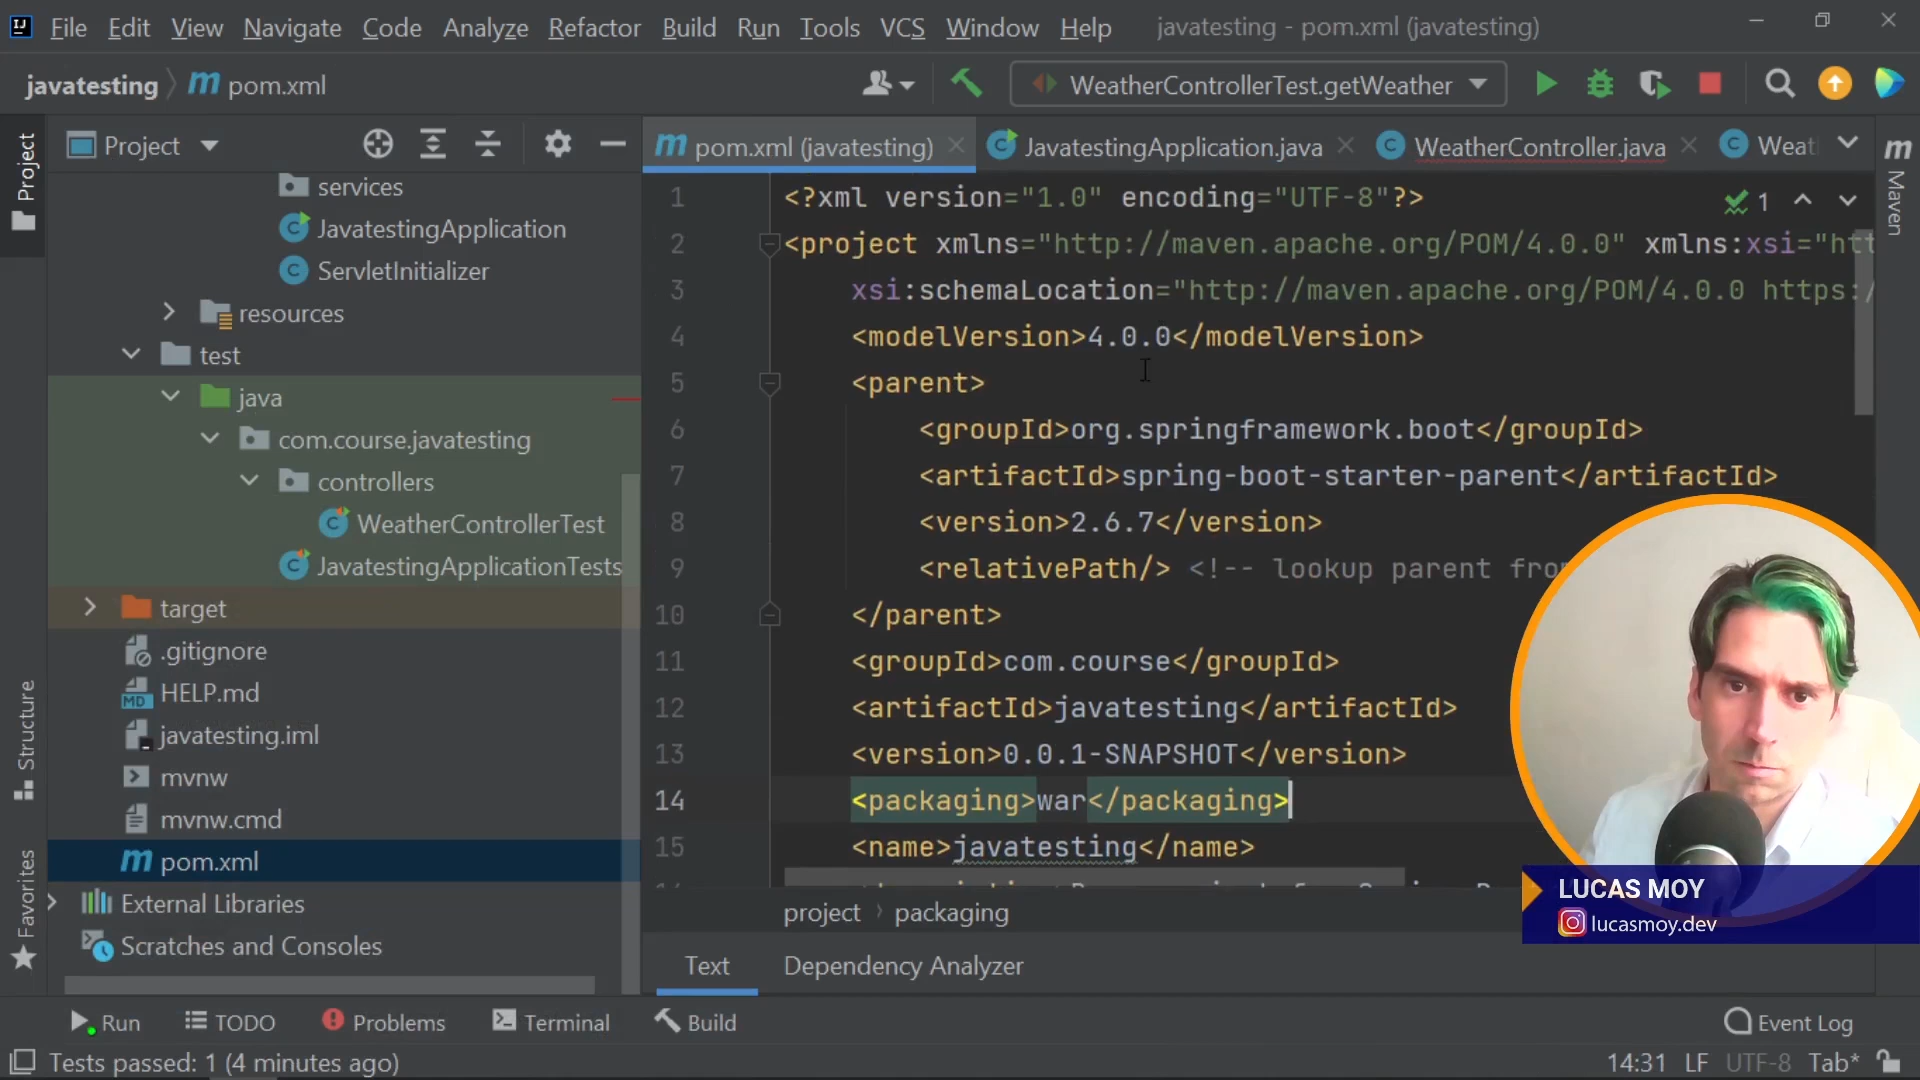 File Edit View Navigate Code Analyze Refactor Build Run Tools VCS Window Help javatesting - pom.xml (javatesting)
javatesting pom.xml
WeatherControllerTest.getWeather
Project
pom.xml (javatesting)
JavatestingApplication.java
WeatherController.java
Weat
Project
Structure
Favorites
Maven
services
JavatestingApplication
ServletInitializer
resources
test
java
com.course.javatesting
controllers
WeatherControllerTest
JavatestingApplicationTests
target
.gitignore
HELP.md
javatesting.iml
mvnw
mvnw.cmd
pom.xml
External Libraries
Scratches and Consoles
1 <?xml version="1.0" encoding="UTF-8"?>
1
2 <project xmlns="http://maven.apache.org/POM/4.0.0" xmlns:xsi="htt
3 xsi:schemaLocation="http://maven.apache.org/POM/4.0.0 https:/
4 <modelVersion>4.0.0</modelVersion>
5 <parent>
6 <groupId>org.springframework.boot</groupId>
7 <artifactId>spring-boot-starter-parent</artifactId>
8 <version>2.6.7</version>
9 <relativePath/> <!-- lookup parent fro
10 </parent>
11 <groupId>com.course</groupId>
12 <artifactId>javatesting</artifactId>
13 <version>0.0.1-SNAPSHOT</version>
14 <packaging>war</packaging>
15 <name>javatesting</name>
project packaging
Text Dependency Analyzer
LUCAS MOY
lucasmoy.dev
Run TODO Problems Terminal Build Event Log
Tests passed: 1 (4 minutes ago) 14:31 LF UTF-8 Tab*